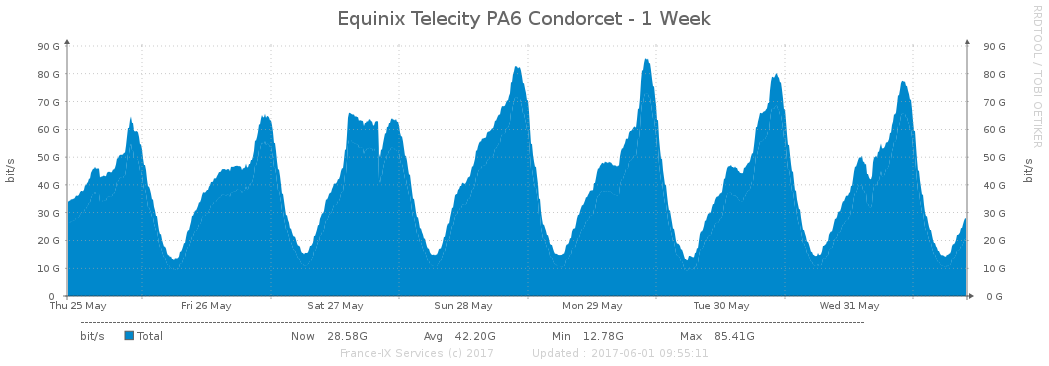 Equinix Telecity PA6 Condorcet - 1 Week
RRDTOOL / TOBI OETIKER
90 G 90 G
80 G 80 G
70 G 70 G
60 G 60 G
50 G 50 G
40 G 40 G
30 G 30 G
20 G 20 G
10 G 10 G
0 0 G
bit/s bit/s
Thu 25 May Fri 26 May Sat 27 May Sun 28 May Mon 29 May Tue 30 May Wed 31 May
bit/s Total Now 28.58G Avg 42.20G Min 12.78G Max 85.41G
France-IX Services (c) 2017 Updated : 2017-06-01 09:55:11